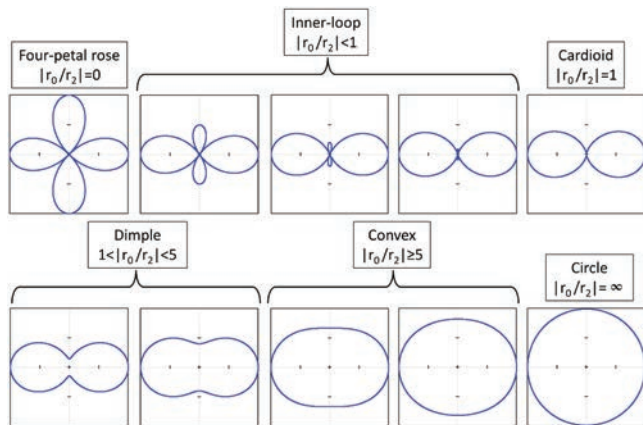 Inner-loop
|r₀/r₂|<1
Four-petal rose
|r₀/r₂|=0
Cardioid
|r₀/r₂|=1
Dimple
1<|r₀/r₂|<5
Convex
|r₀/r₂|≥5
Circle
|r₀/r₂|= ∞